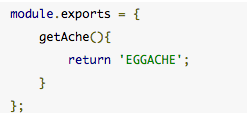 module.exports = {
    getAche(){
        return 'EGGACHE';
    }
};